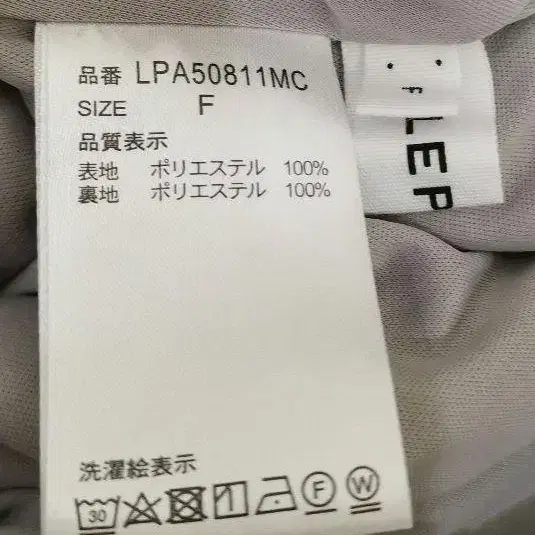 品番 LPA50811MC
SIZE F
品質表示
表地 ポリエステル 100%
裏地 ポリエステル 100%
洗濯絵表示
30 F W
F
LEP